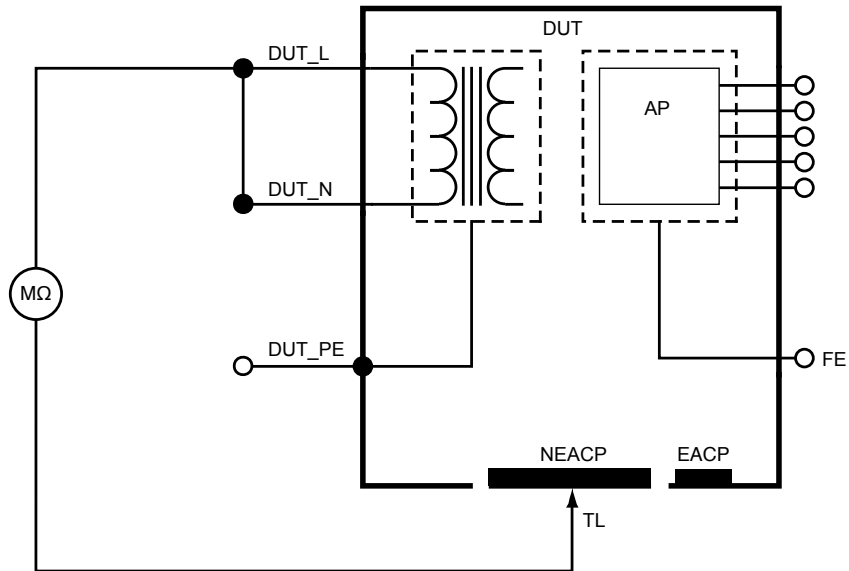 DUT
DUT_L
AP
DUT_N
MΩ
DUT_PE
FE
NEACP
EACP
TL